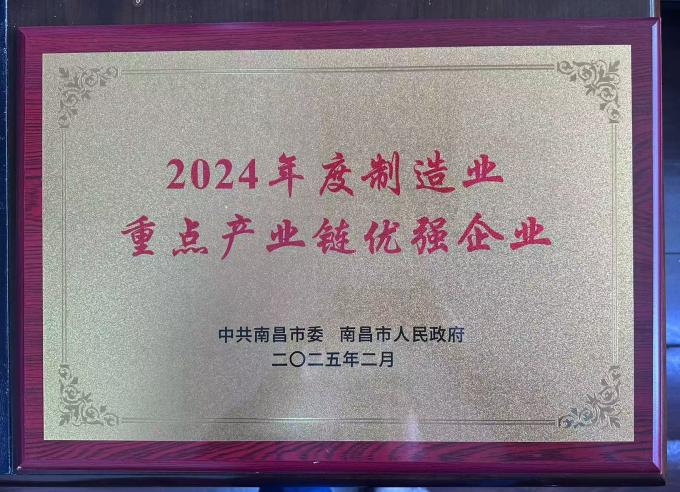 2024年度制造业
重点产业链优强企业
中共南昌市委 南昌市人民政府
二〇二五年二月